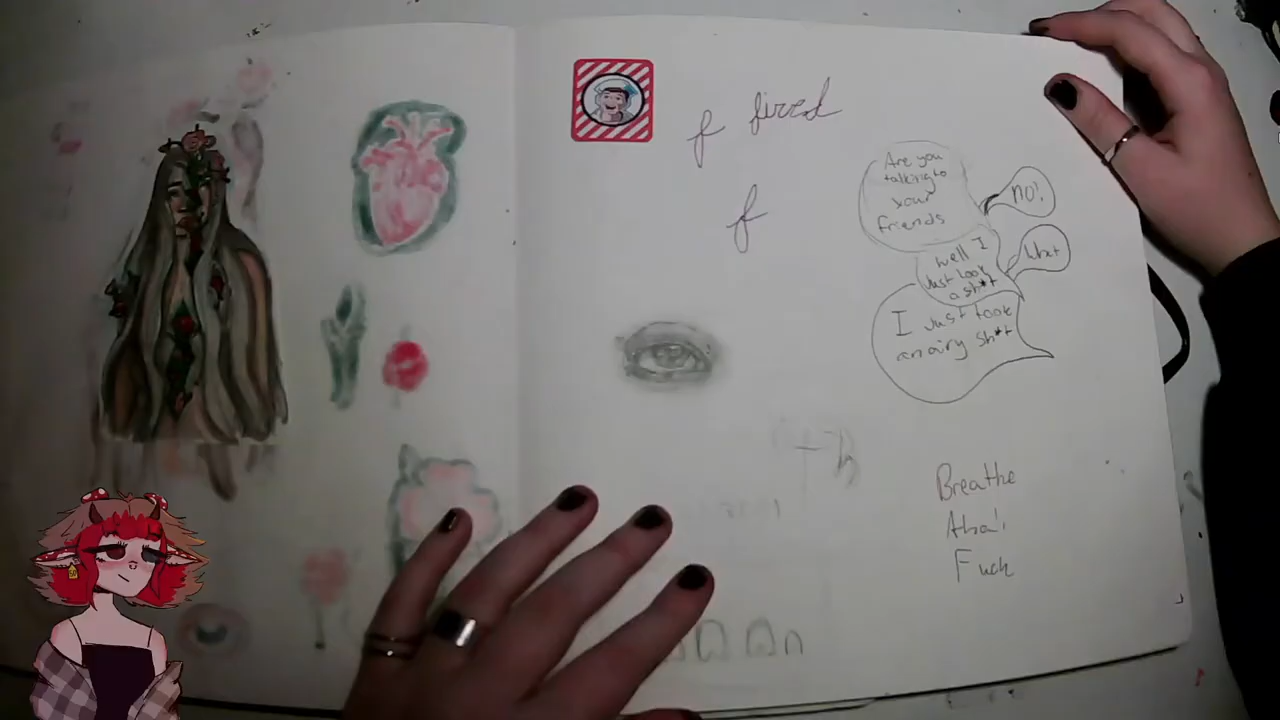 f fired
f
Are you
talking to
your
friends
NO!
well I
Just took
a sh*t
What
I Just took
an airy sh*t
Breathe
Aha!
Fuck